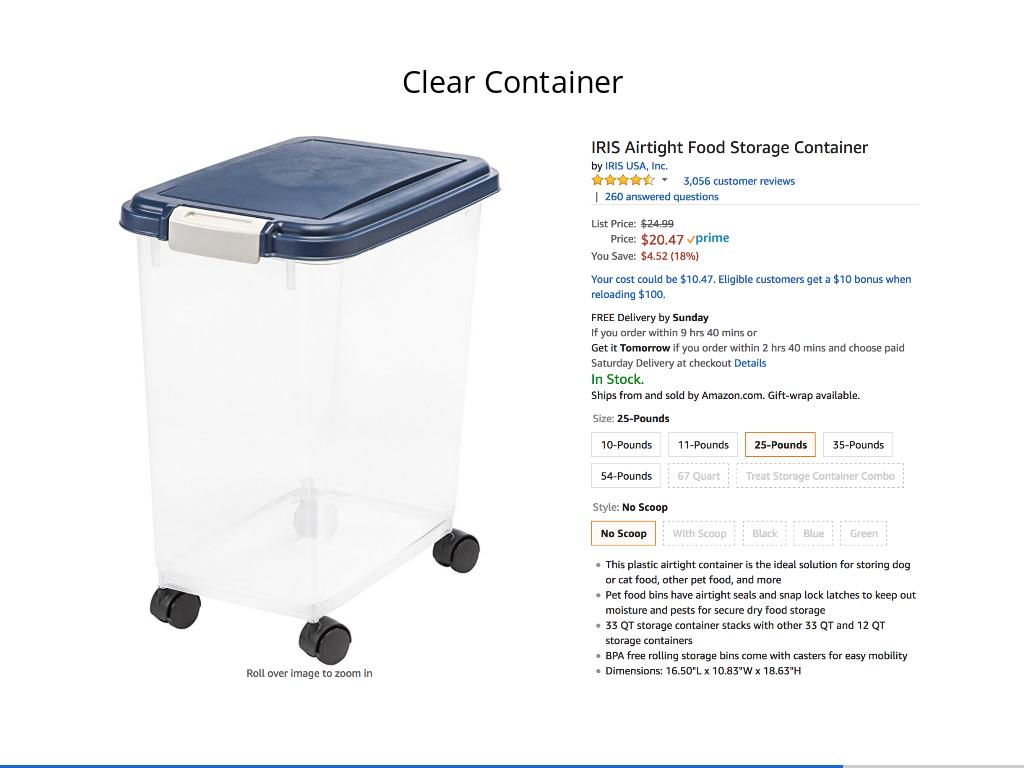 Clear Container
IRIS Airtight Food Storage Container
by IRIS USA, Inc.
3,056 customer reviews
| 260 answered questions
List Price: $24.99
Price: $20.47 prime
You Save: $4.52 (18%)
Your cost could be $10.47. Eligible customers get a $10 bonus when
reloading $100.
FREE Delivery by Sunday
If you order within 9 hrs 40 mins or
Get it Tomorrow if you order within 2 hrs 40 mins and choose paid
Saturday Delivery at checkout Details
In Stock.
Ships from and sold by Amazon.com. Gift-wrap available.
Size: 25-Pounds
10-Pounds 11-Pounds 25-Pounds 35-Pounds
54-Pounds 67 Quart Treat Storage Container Combo
Style: No Scoop
No Scoop With Scoop Black Blue Green
• This plastic airtight container is the ideal solution for storing dog
or cat food, other pet food, and more
• Pet food bins have airtight seals and snap lock latches to keep out
moisture and pests for secure dry food storage
• 33 QT storage container stacks with other 33 QT and 12 QT
storage containers
• BPA free rolling storage bins come with casters for easy mobility
• Dimensions: 16.50"L x 10.83"W x 18.63"H
Roll over image to zoom in